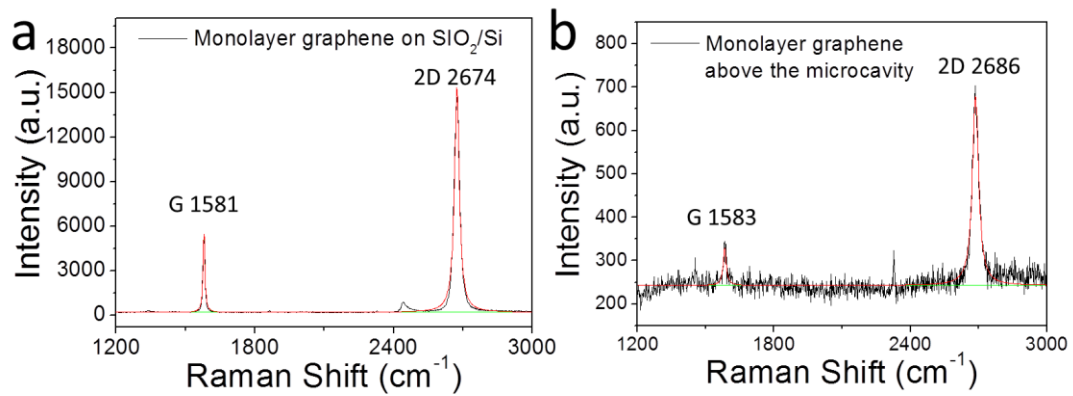 a
18000
15000
12000
9000
6000
3000
0
Intensity (a.u.)
Monolayer graphene on SIO₂/Si
2D 2674
G 1581
1200 1800 2400 3000
Raman Shift (cm⁻¹)
b
800
700
600
500
400
300
200
Intensity (a.u.)
Monolayer graphene
above the microcavity
2D 2686
G 1583
1200 1800 2400 3000
Raman Shift (cm⁻¹)